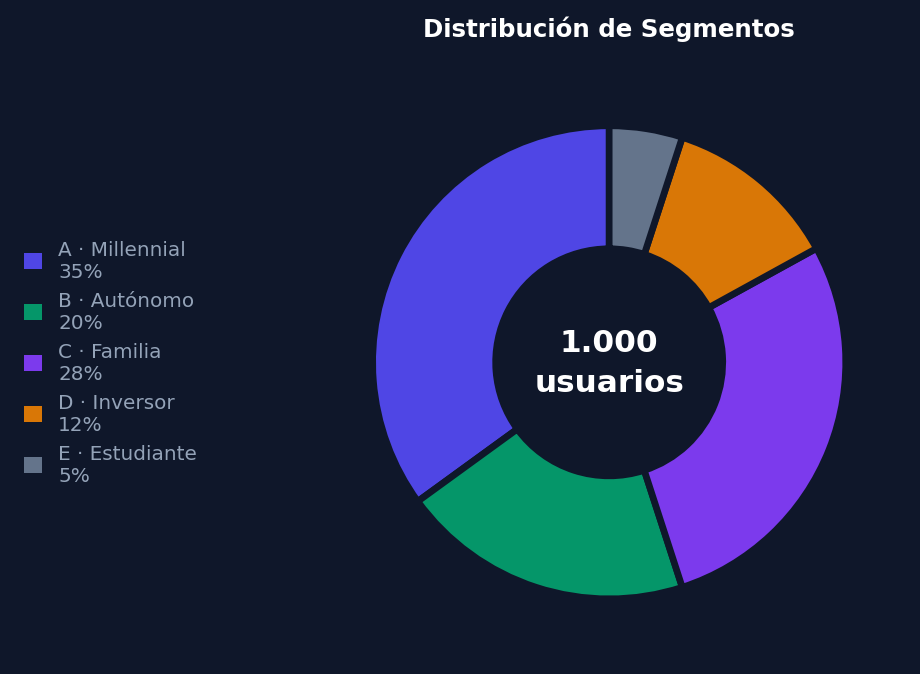 Distribución de Segmentos
A · Millennial
35%
B · Autónomo
20%
C · Familia
28%
D · Inversor
12%
E · Estudiante
5%
1.000
usuarios